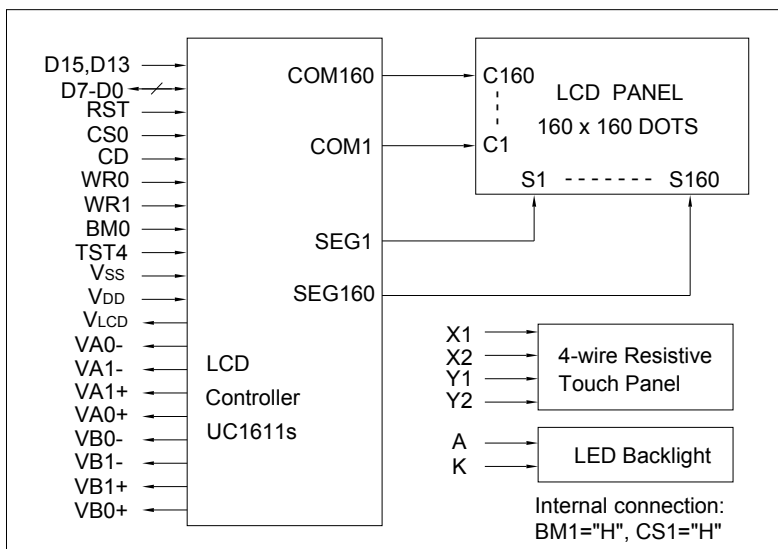 D15,D13
D7-D0
RST
CS0
CD
WR0
WR1
BM0
TST4
VSS
VDD
VLCD
VA0-
VA1-
VA1+
VA0+
VB0-
VB1-
VB1+
VB0+
COM160
COM1
SEG1
SEG160
LCD
Controller
UC1611s
C160
C1
LCD PANEL
160 x 160 DOTS
S1 ------- S160
X1
X2
Y1
Y2
4-wire Resistive
Touch Panel
A
K
LED Backlight
Internal connection:
BM1="H", CS1="H"